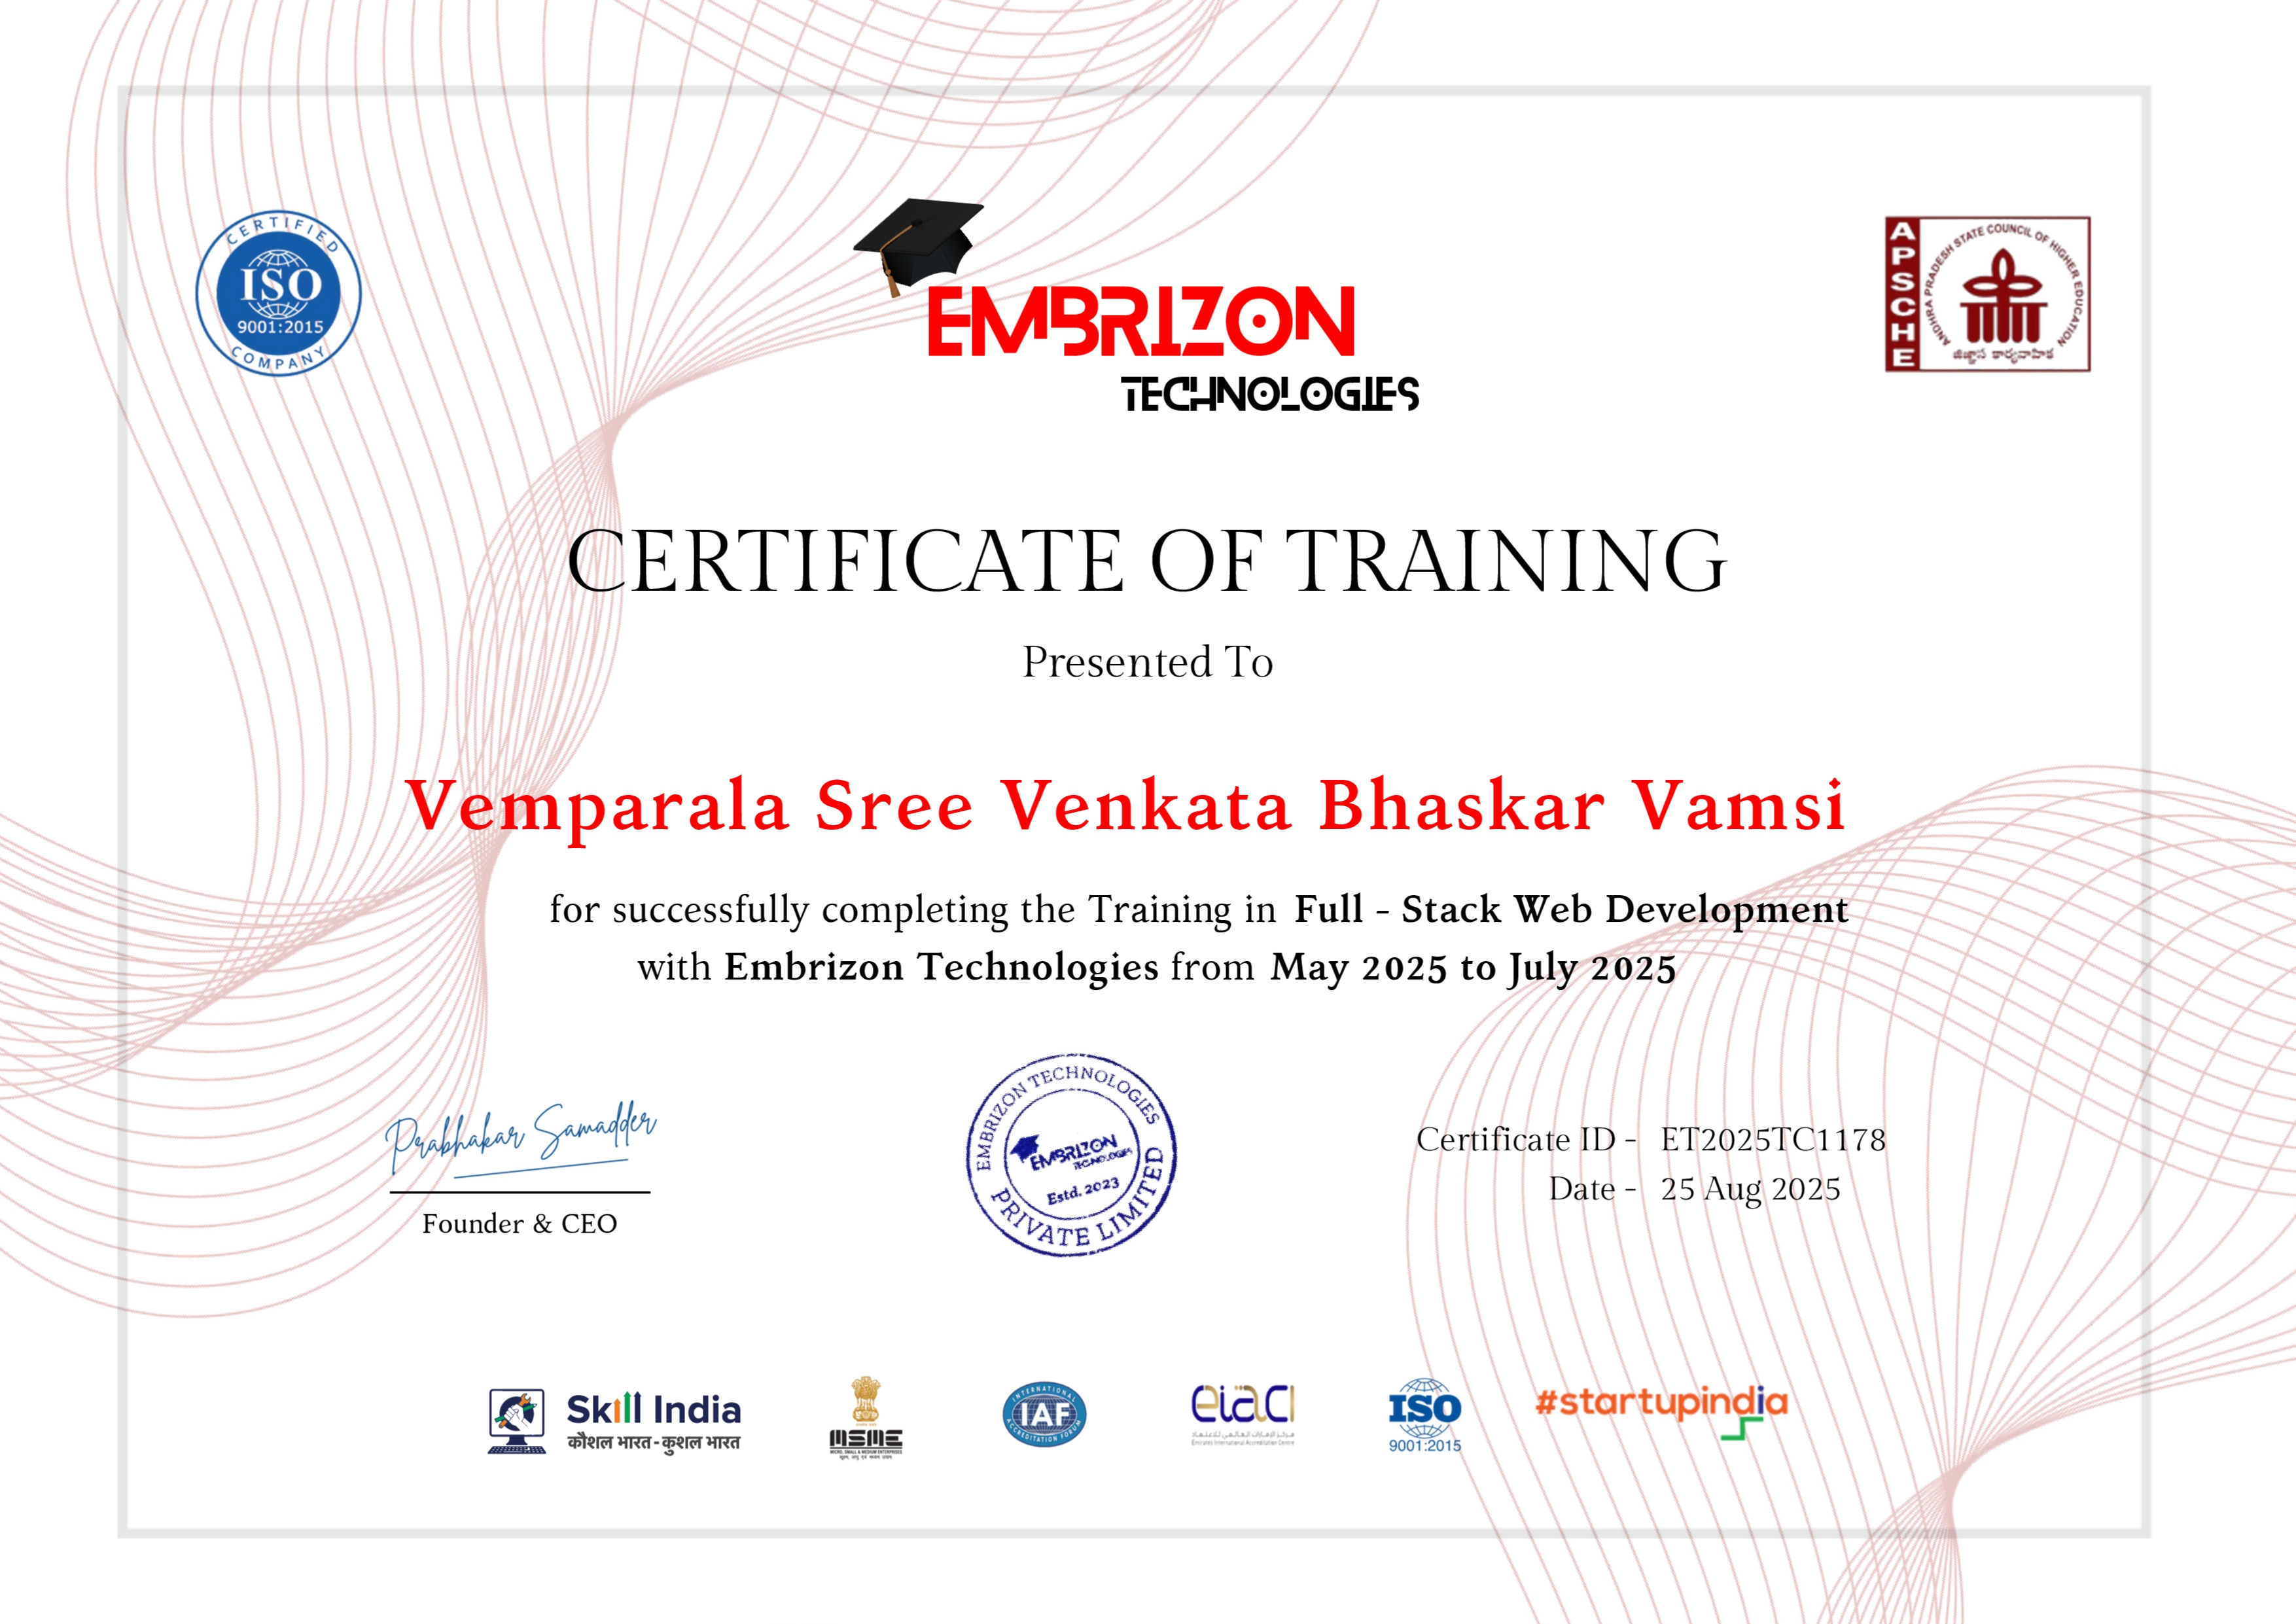 CERTIFIED
ISO
9001:2015
COMPANY
EMBRIZON
TECHNOLOGIES
APSCHE
ANDHRA PRADESH STATE COUNCIL OF HIGHER EDUCATION
CERTIFICATE OF TRAINING
Presented To
Vemparala Sree Venkata Bhaskar Vamsi
for successfully completing the Training in Full - Stack Web Development
with Embrizon Technologies from May 2025 to July 2025
Prabhakar Samadder
Founder & CEO
EMBRIZON TECHNOLOGIES
EMBRIZON
TECHNOLOGIES
Estd. 2023
PRIVATE LIMITED
Certificate ID - ET2025TC1178
Date - 25 Aug 2025
Skill India
कौशल भारत-कुशल भारत
MSME
MICRO, SMALL & MEDIUM ENTERPRISES
INTERNATIONAL
IAF
ACCREDITATION FORUM
eiaci
مركز الإمارات العالمي للاعتماد
Emirates International Accreditation Centre
ISO
9001:2015
#startupindia